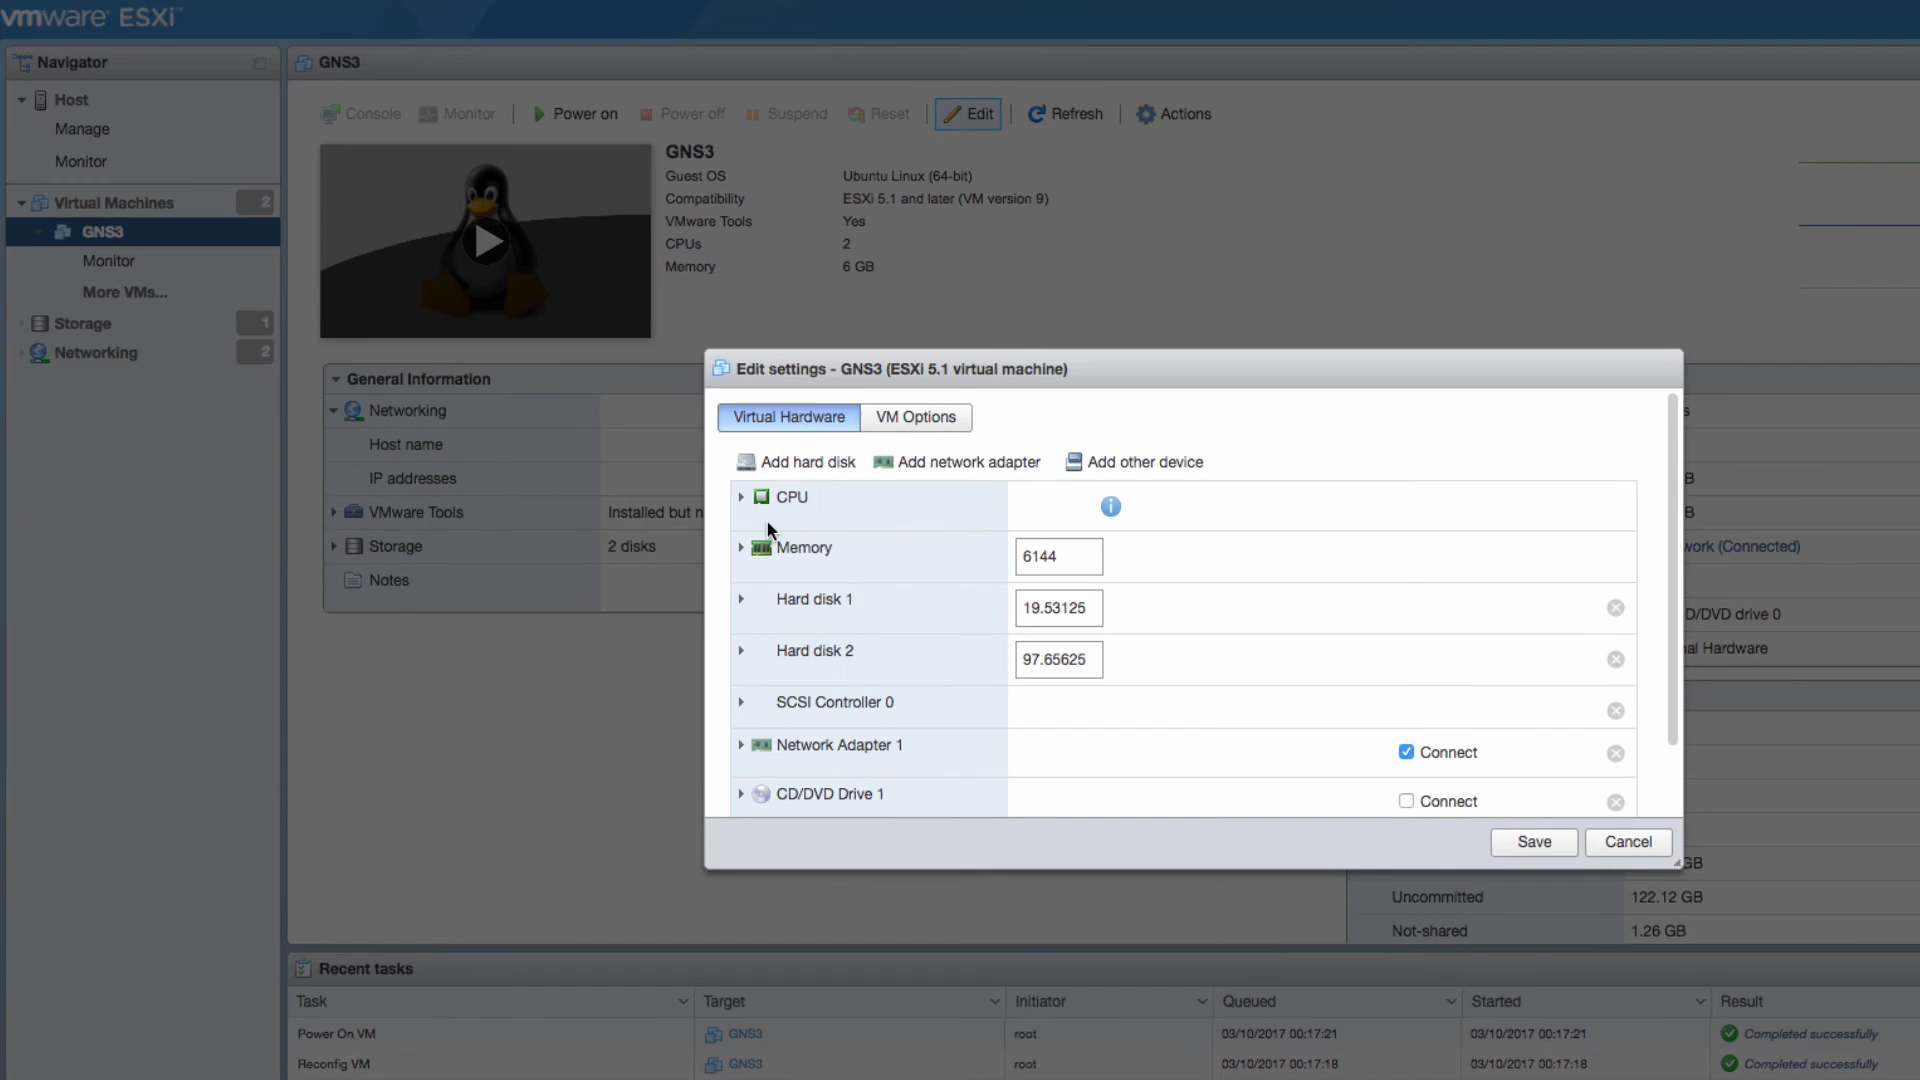 vmware ESXi™
Navigator
Host
Manage
Monitor
Virtual Machines 2
GNS3
Monitor
More VMs...
Storage 1
Networking 2
GNS3
Console Monitor Power on Power off Suspend Reset Edit Refresh Actions
GNS3
Guest OS Ubuntu Linux (64-bit)
Compatibility ESXi 5.1 and later (VM version 9)
VMware Tools Yes
CPUs 2
Memory 6 GB
General Information
Networking
Host name
IP addresses
VMware Tools Installed but n
Storage 2 disks
Notes
Edit settings - GNS3 (ESXi 5.1 virtual machine)
Virtual Hardware VM Options
Add hard disk Add network adapter Add other device
CPU
Memory 6144
Hard disk 1 19.53125
Hard disk 2 97.65625
SCSI Controller 0
Network Adapter 1 Connect
CD/DVD Drive 1 Connect
Save Cancel
s
B
B
work (Connected)
D/DVD drive 0
al Hardware
GB
Uncommitted 122.12 GB
Not-shared 1.26 GB
Recent tasks
Task Target Initiator Queued Started Result
Power On VM GNS3 root 03/10/2017 00:17:21 03/10/2017 00:17:21 Completed successfully
Reconfig VM GNS3 root 03/10/2017 00:17:18 03/10/2017 00:17:18 Completed successfully